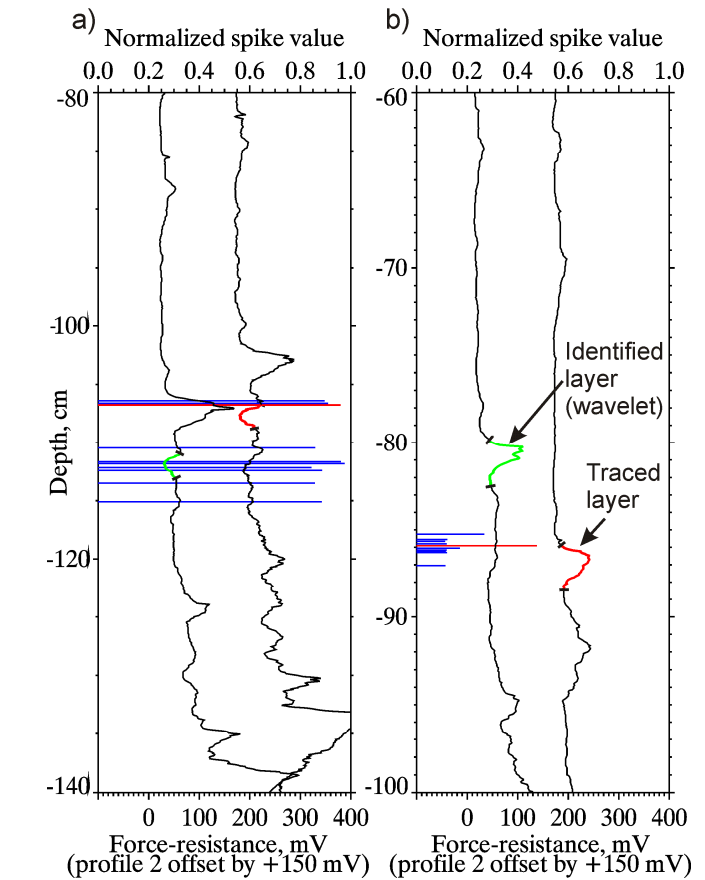 a)
Normalized spike value
0.0 0.2 0.4 0.6 0.8 1.0
-80
-100
-120
-140
Depth, cm
0 100 200 300 400
Force-resistance, mV
(profile 2 offset by +150 mV)
b)
Normalized spike value
0.0 0.2 0.4 0.6 0.8 1.0
-60
-70
-80
-90
-100
Identified
layer
(wavelet)
Traced
layer
0 100 200 300 400
Force-resistance, mV
(profile 2 offset by +150 mV)